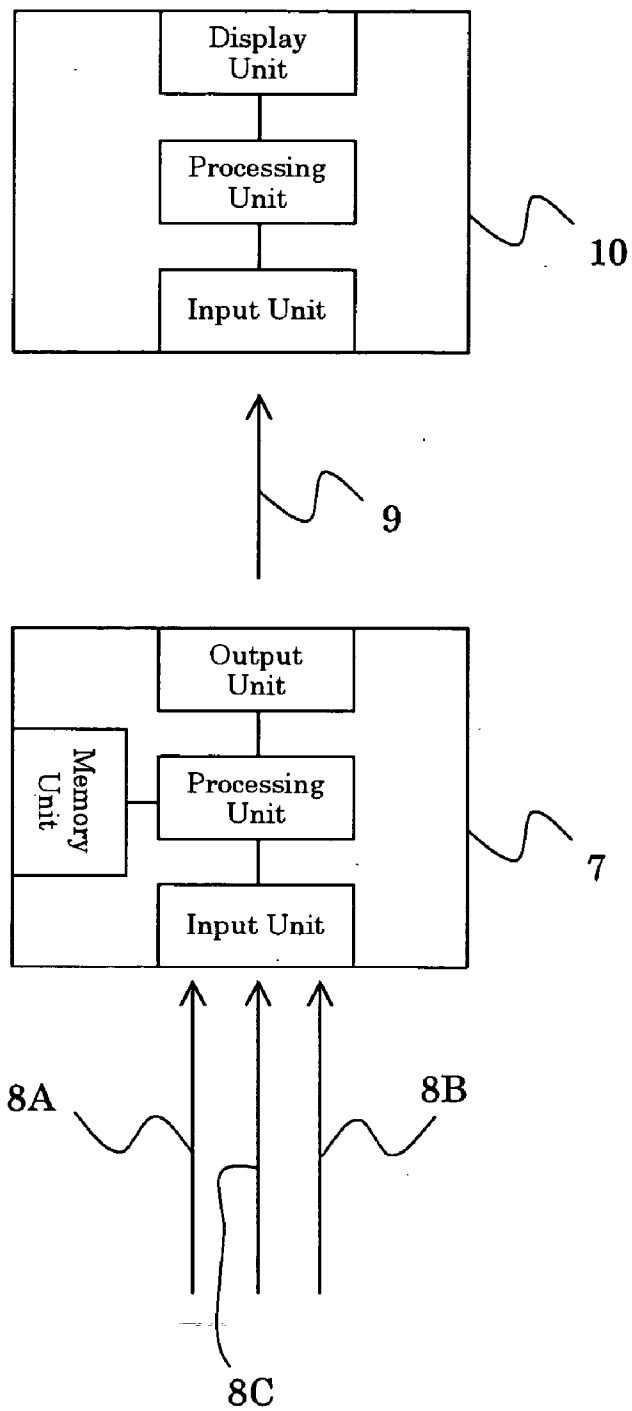 Display
Unit
Processing
Unit
10
Input Unit
9
Output
Unit
Memory
Unit
Processing
Unit
7
Input Unit
8A
8B
8C